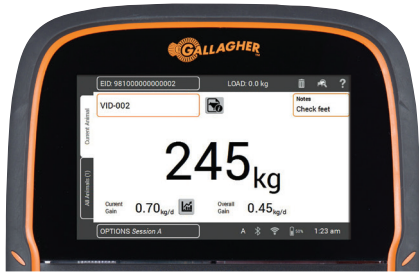 GALLAGHER
EID: 981000000000002 LOAD: 0.0 kg ?
VID-002
Notes
Check feet
Current Animal
All Animals (1)
245kg
Current Gain 0.70kg/d
Overall Gain 0.45kg/d
OPTIONS Session A A 50% 1:23 am